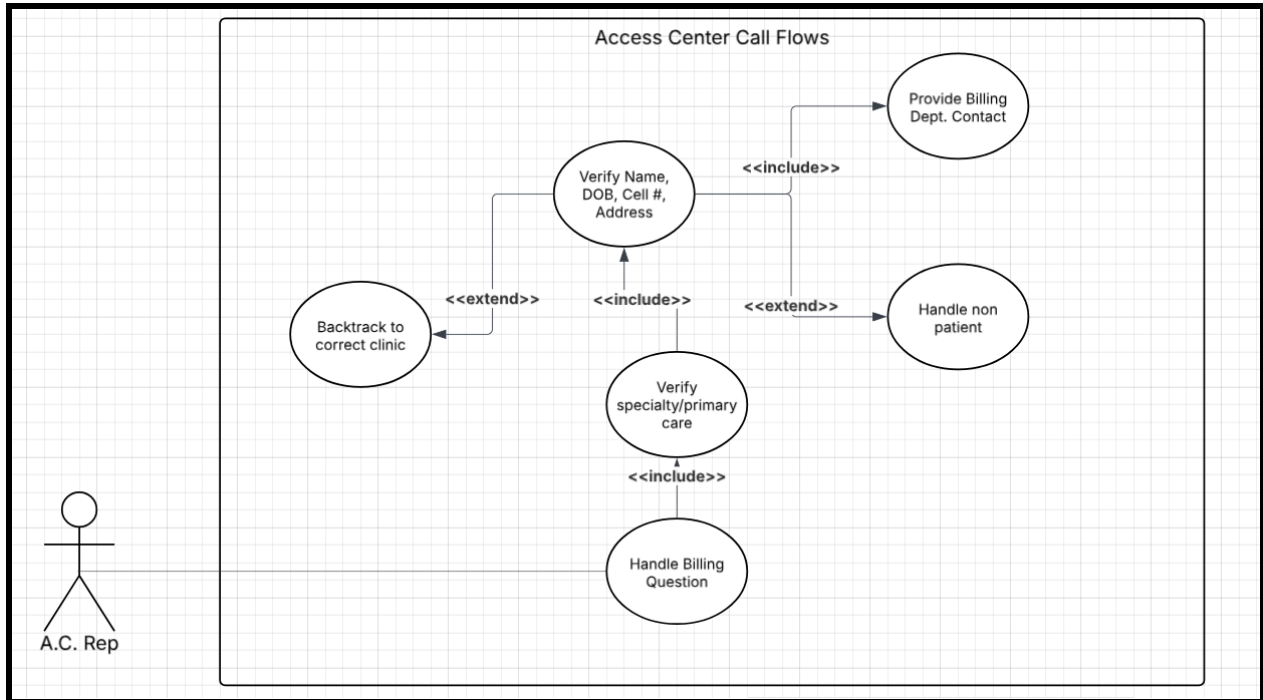 Access Center Call Flows
Provide Billing
Dept. Contact
<<include>>
Verify Name,
DOB, Cell #,
Address
<<extend>>
<<include>>
<<extend>>
Handle non
patient
Backtrack to
correct clinic
Verify
specialty/primary
care
<<include>>
Handle Billing
Question
A.C. Rep